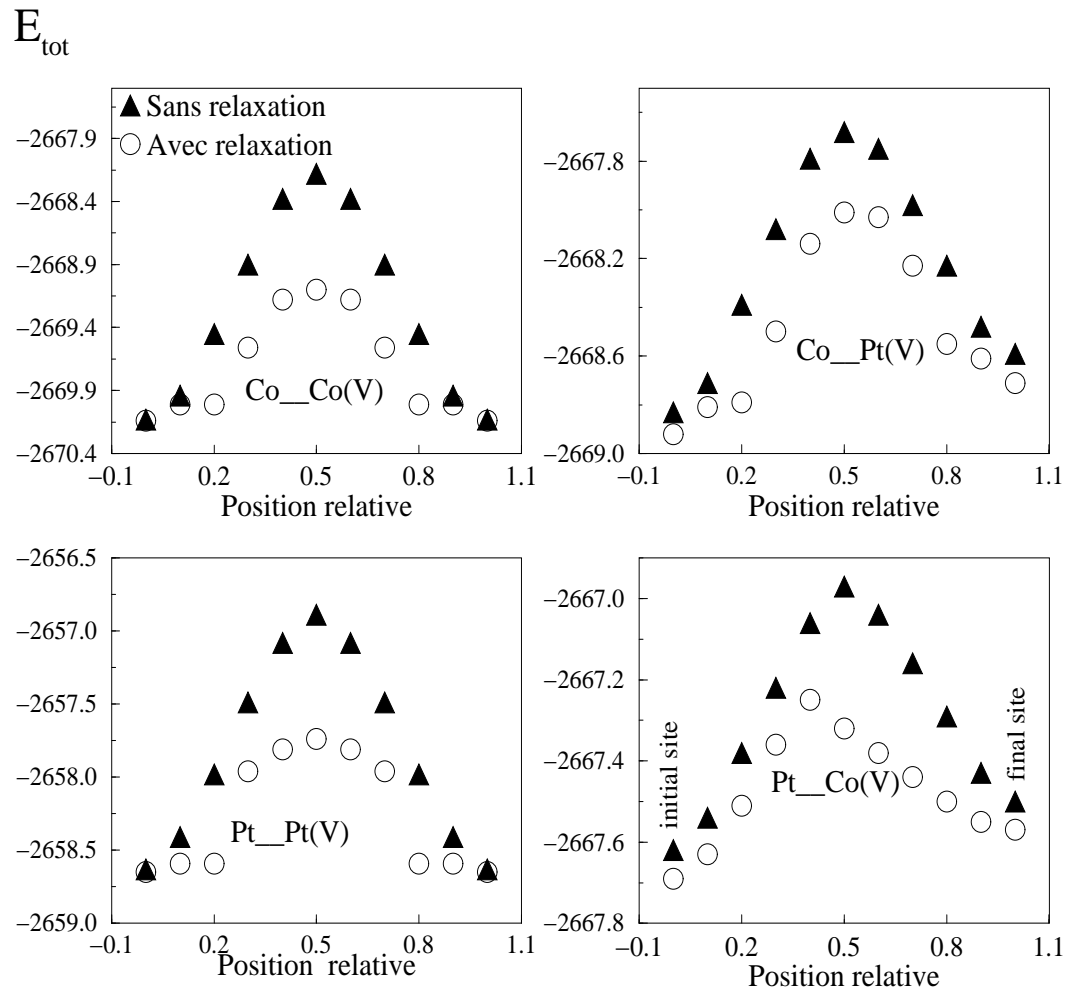 E_tot
Sans relaxation
Avec relaxation
−2667.9
−2668.4
−2668.9
−2669.4
−2669.9
−2670.4
Co__Co(V)
−0.1 0.2 0.5 0.8 1.1
Position relative
−2667.8
−2668.2
−2668.6
−2669.0
Co__Pt(V)
−0.1 0.2 0.5 0.8 1.1
Position relative
−2656.5
−2657.0
−2657.5
−2658.0
−2658.5
−2659.0
Pt__Pt(V)
−0.1 0.2 0.5 0.8 1.1
Position relative
−2667.0
−2667.2
−2667.4
−2667.6
−2667.8
initial site
Pt__Co(V)
final site
−0.1 0.2 0.5 0.8 1.1
Position relative